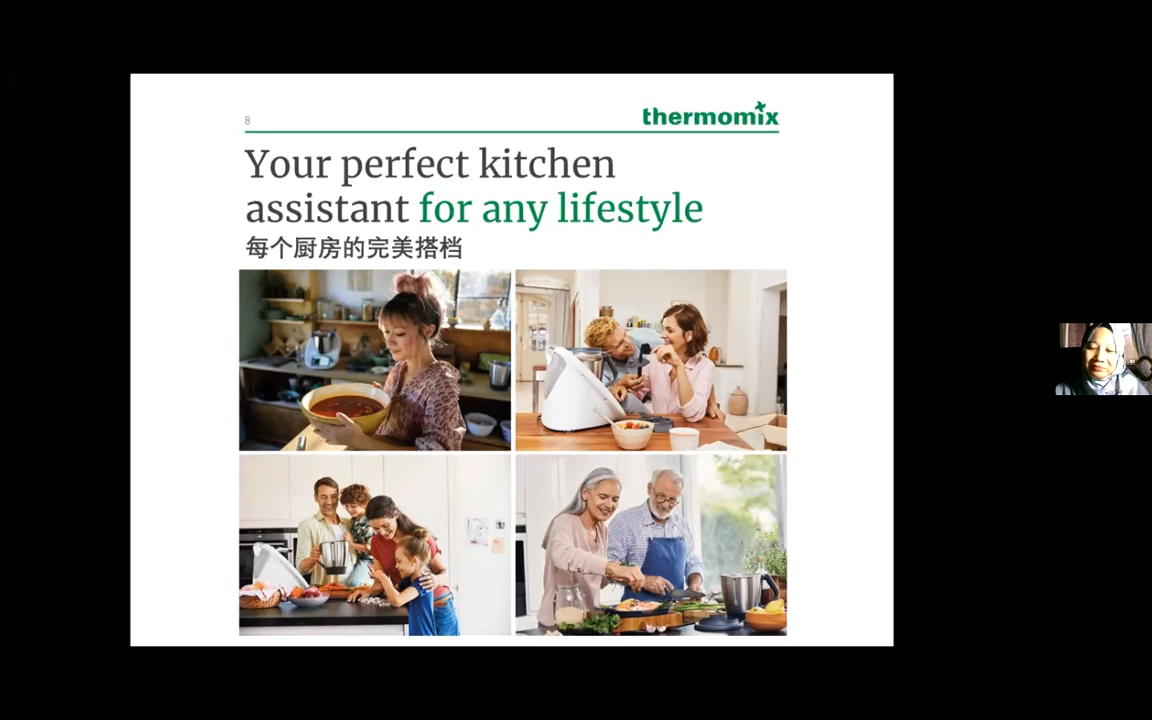 8
thermomix
Your perfect kitchen
assistant for any lifestyle
每个厨房的完美搭档